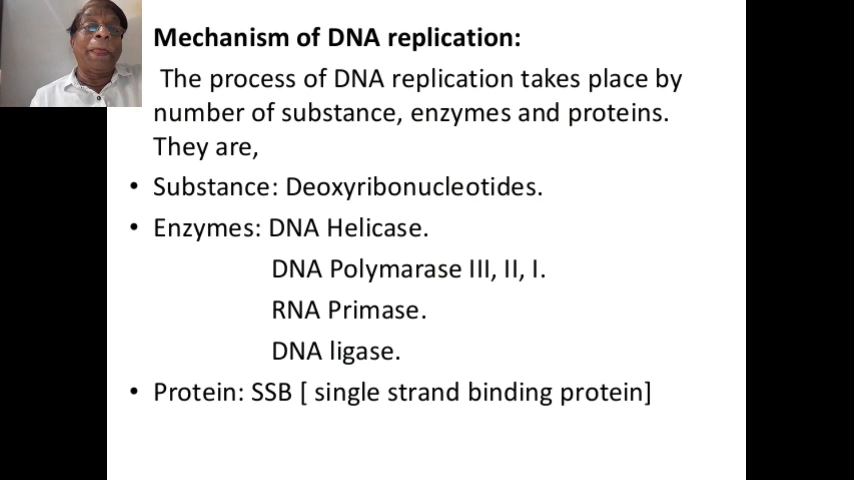 Mechanism of DNA replication:
The process of DNA replication takes place by
number of substance, enzymes and proteins.
They are,
• Substance: Deoxyribonucleotides.
• Enzymes: DNA Helicase.
DNA Polymarase III, II, I.
RNA Primase.
DNA ligase.
• Protein: SSB [ single strand binding protein]